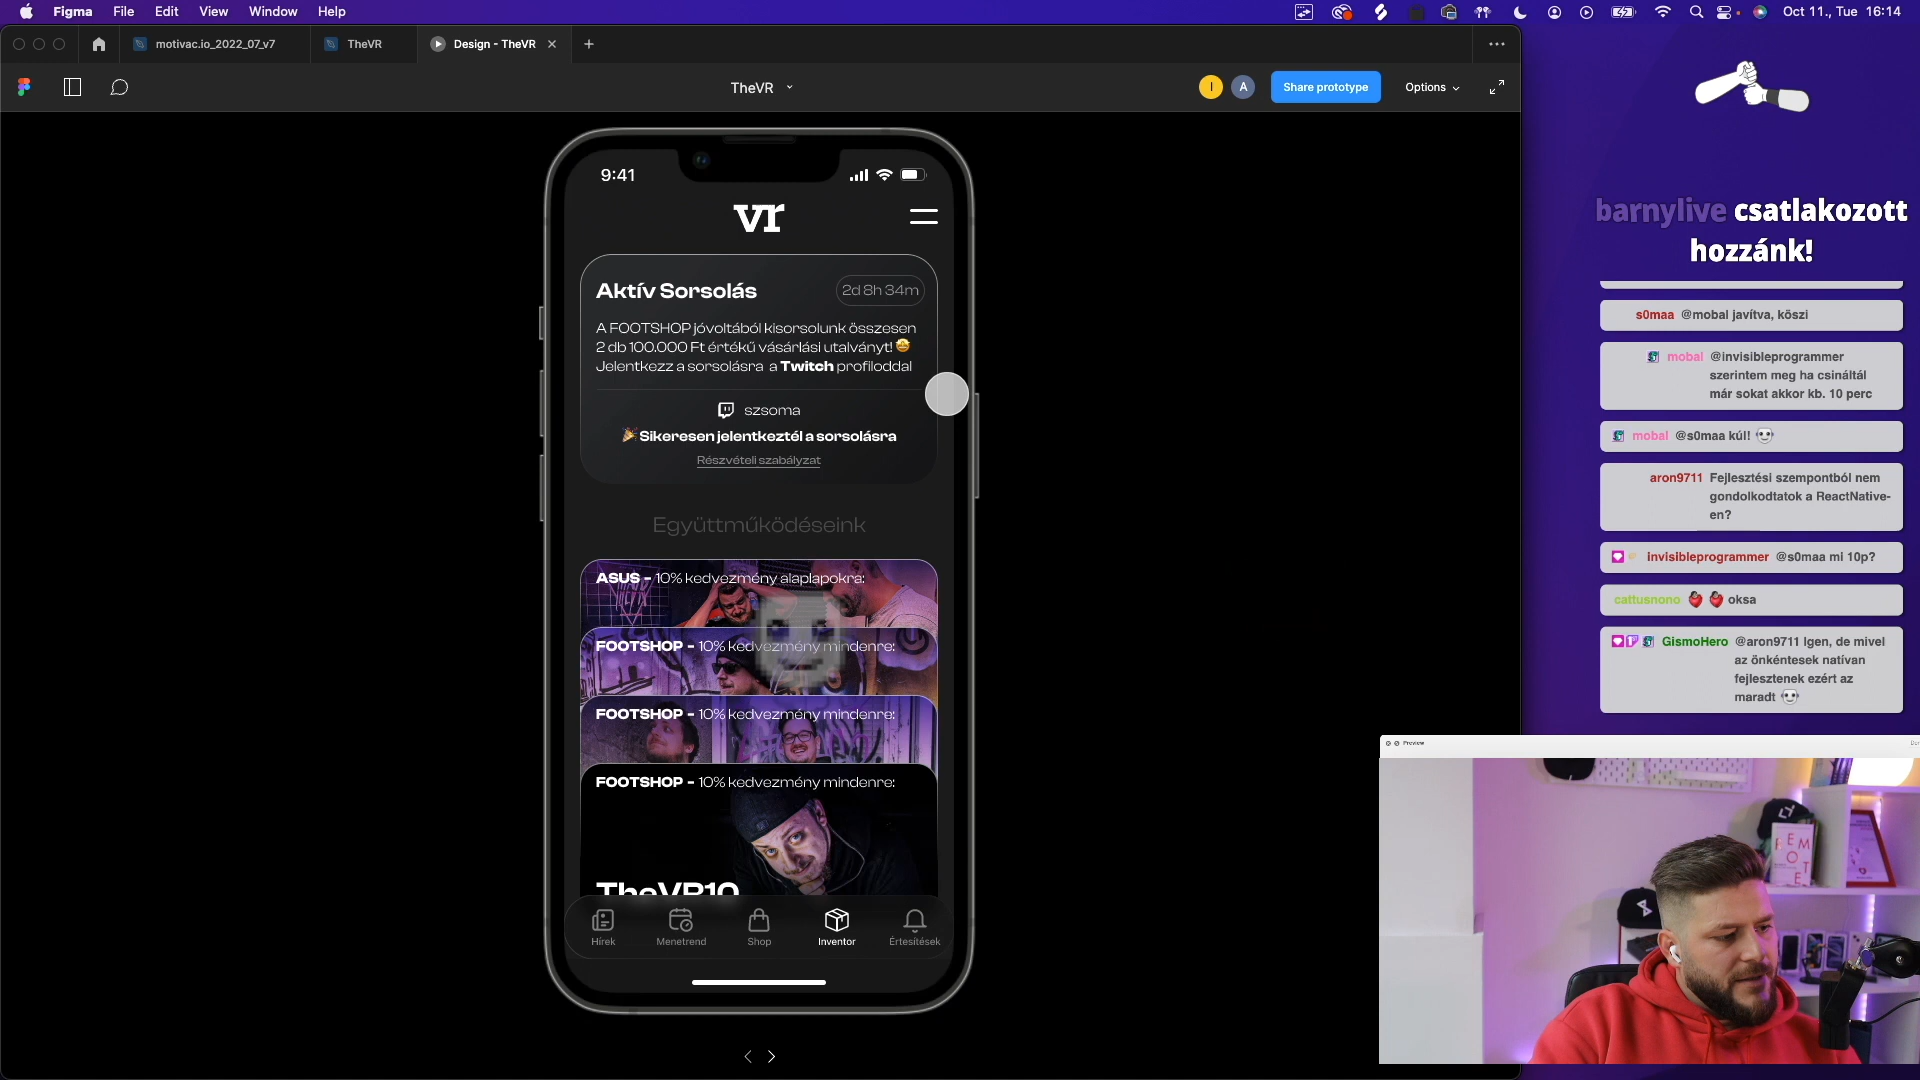 Figma File Edit View Window Help
Oct 11., Tue 16:14
motivac.io_2022_07_v7
TheVR
Design - TheVR
TheVR
I
A
Share prototype
Options
9:41
vr
Aktív Sorsolás
2d 8h 34m
A FOOTSHOP jóvoltából kisorsolunk összesen
2 db 100.000 Ft értékű vásárlási utalványt! 🤩
Jelentkezz a sorsolásra a Twitch profiloddal
szsoma
🎉Sikeresen jelentkeztél a sorsolásra
Részvételi szabályzat
Együttműködéseink
ASUS - 10% kedvezmény alaplapokra:
FOOTSHOP - 10% kedvezmény mindenre:
FOOTSHOP - 10% kedvezmény mindenre:
FOOTSHOP - 10% kedvezmény mindenre:
TheVR10
Hírek
Menetrend
Shop
Inventor
Értesítések
barnylive csatlakozott
hozzánk!
s0maa @mobal javítva, köszi
mobal @invisibleprogrammer
szerintem meg ha csináltál
már sokat akkor kb. 10 perc
mobal @s0maa kúl!
aron9711 Fejlesztési szempontból nem
gondolkodtatok a ReactNative-
en?
invisibleprogrammer @s0maa mi 10p?
cattusnono oksa
GismoHero @aron9711 Igen, de mivel
az önkéntesek natívan
fejlesztenek ezért az
maradt
Preview
REMOTE